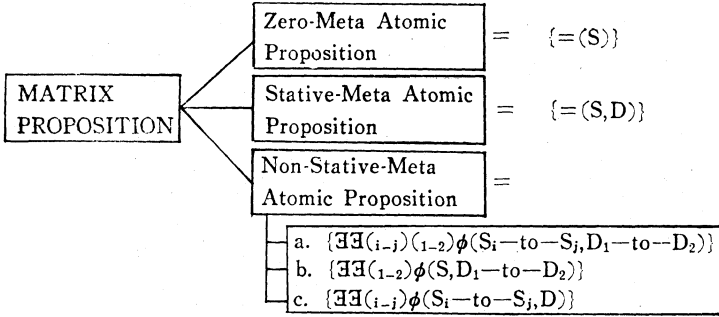 Zero-Meta Atomic
Proposition = {=(S)}
MATRIX
PROPOSITION
Stative-Meta Atomic
Proposition = {=(S,D)}
Non-Stative-Meta
Atomic Proposition =
a. {∃∃(i–j)(1–2)ϕ(Si—to—Sj,D1—to—D2)}
b. {∃∃(1–2)ϕ(S,D1—to—D2)}
c. {∃∃(i–j)ϕ(Si—to—Sj,D)}